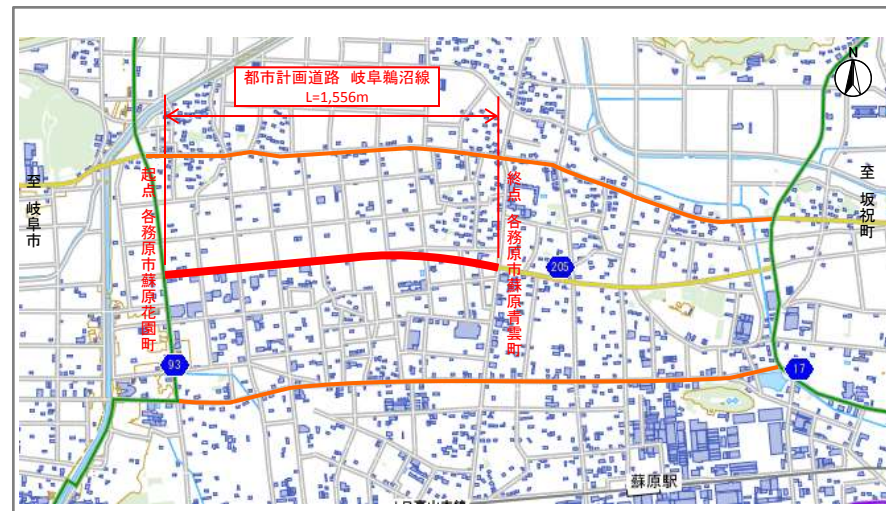 都市計画道路 岐阜鵜沼線
L=1,556m
N
至 岐阜市
起点 各務原市蘇原花園町
終点 各務原市蘇原青雲町
至 坂祝町
205
93
17
蘇原駅